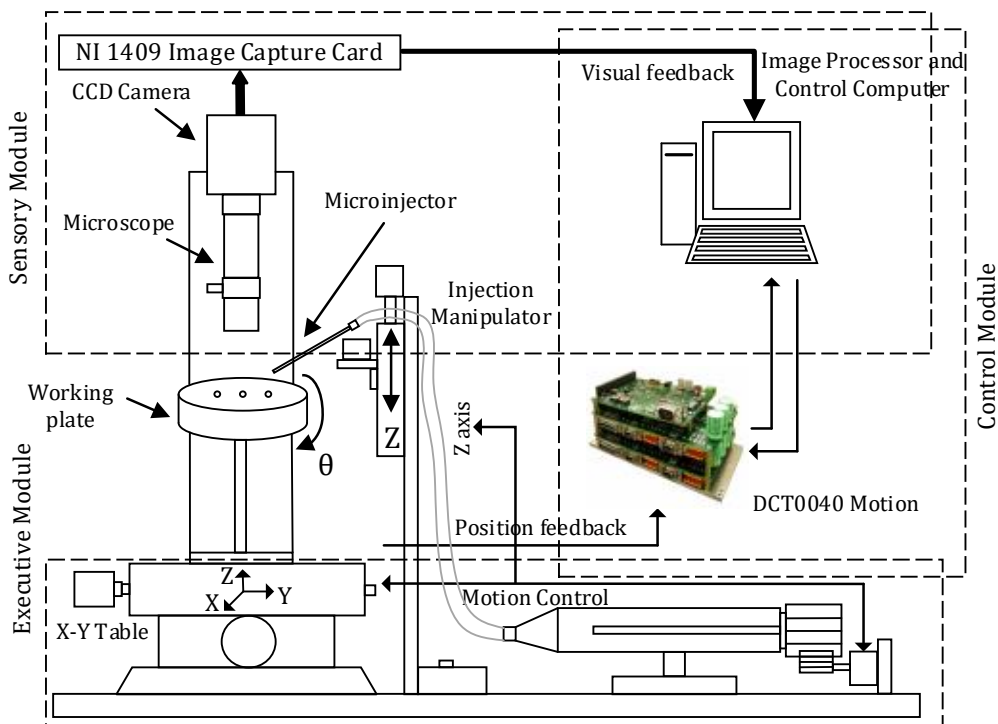 NI 1409 Image Capture Card
CCD Camera
Visual feedback
Image Processor and
Control Computer
Sensory Module
Microscope
Microinjector
Injection
Manipulator
Control Module
Working
plate
θ
Z
Z axis
DCT0040 Motion
Executive Module
Position feedback
Z
X
Y
Motion Control
X-Y Table